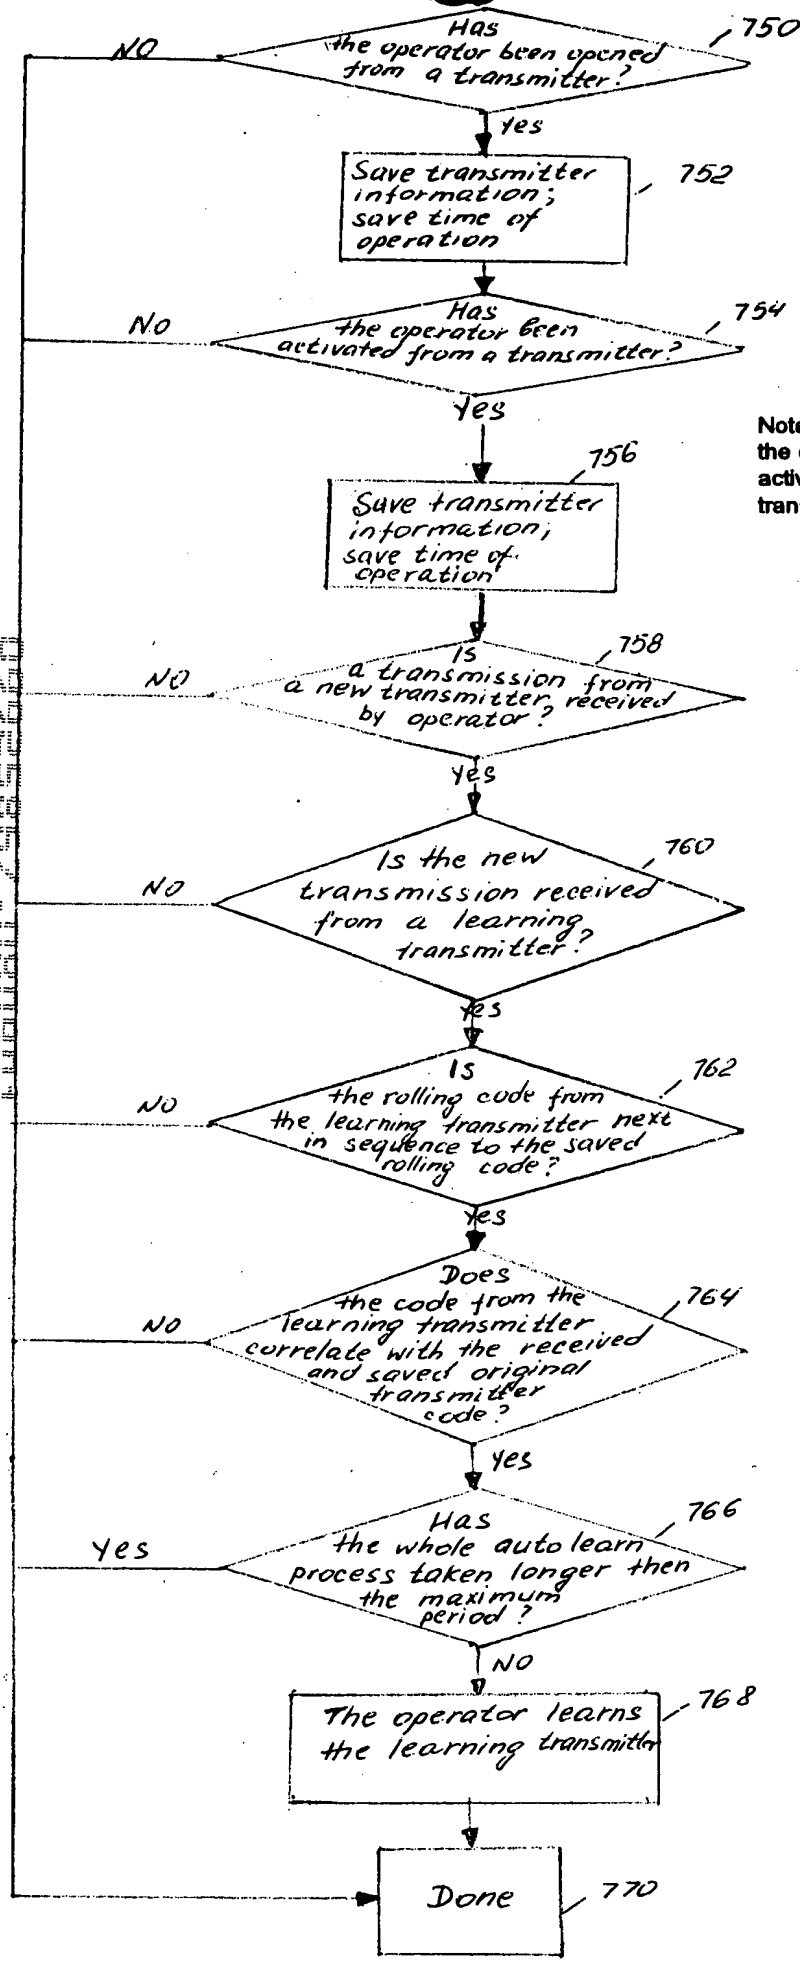 Has
the operator been opened
from a transmitter?
750
NO
Yes
Save transmitter
information;
save time of
operation
752
Has
the operator been
activated from a transmitter?
754
NO
Yes
Note
the
756
Save transmitter
information,
save time of
operation
Is
a transmission from
a new transmitter received
by operator?
758
NO
Yes
Is the new
transmission received
from a learning
transmitter?
760
NO
Yes
Is
the rolling code from
the learning transmitter next
in sequence to the saved
rolling code?
762
NO
Yes
Does
the code from the
learning transmitter
correlate with the received
and saved original
transmitter
code?
764
NO
Yes
Has
the whole auto learn
process taken longer then
the maximum
period?
766
Yes
NO
The operator learns
the learning transmitter
768
Done
770